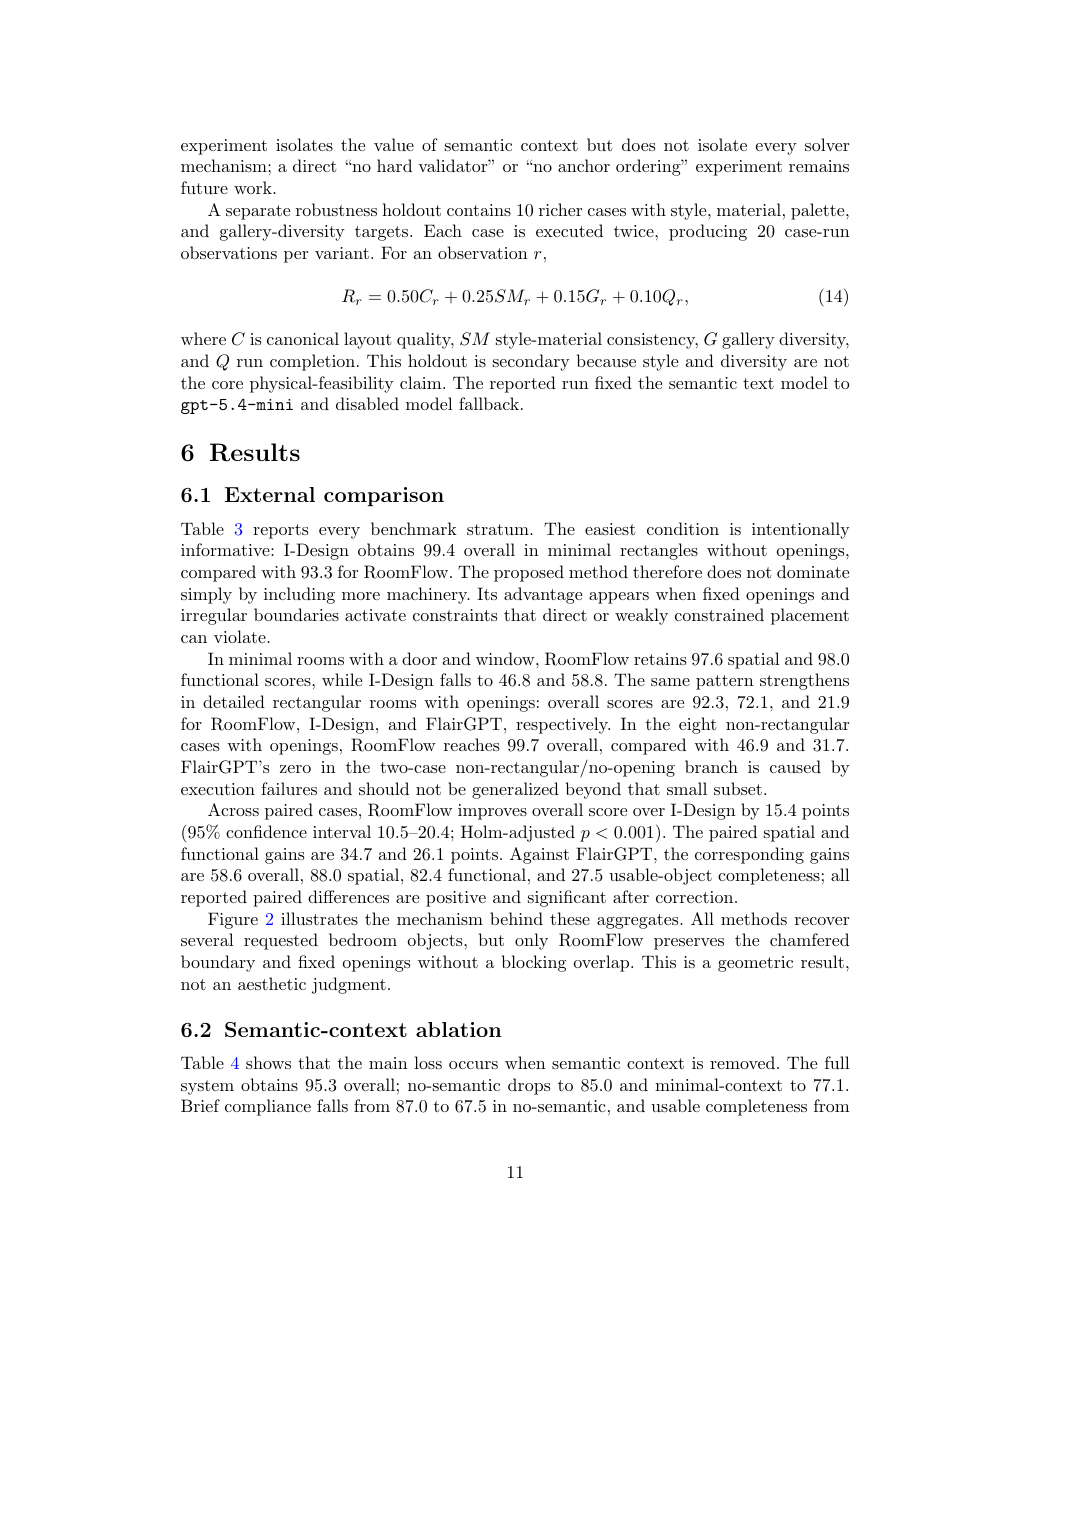 experiment isolates the value of semantic context but does not isolate every solver
mechanism; a direct “no hard validator” or “no anchor ordering” experiment remains
future work.
A separate robustness holdout contains 10 richer cases with style, material, palette,
and gallery-diversity targets. Each case is executed twice, producing 20 case-run
observations per variant. For an observation r,
R_r = 0.50C_r + 0.25SM_r + 0.15G_r + 0.10Q_r, (14)
where C is canonical layout quality, SM style-material consistency, G gallery diversity,
and Q run completion. This holdout is secondary because style and diversity are not
the core physical-feasibility claim. The reported run fixed the semantic text model to
gpt-5.4-mini and disabled model fallback.
6 Results
6.1 External comparison
Table 3 reports every benchmark stratum. The easiest condition is intentionally
informative: I-Design obtains 99.4 overall in minimal rectangles without openings,
compared with 93.3 for RoomFlow. The proposed method therefore does not dominate
simply by including more machinery. Its advantage appears when fixed openings and
irregular boundaries activate constraints that direct or weakly constrained placement
can violate.
In minimal rooms with a door and window, RoomFlow retains 97.6 spatial and 98.0
functional scores, while I-Design falls to 46.8 and 58.8. The same pattern strengthens
in detailed rectangular rooms with openings: overall scores are 92.3, 72.1, and 21.9
for RoomFlow, I-Design, and FlairGPT, respectively. In the eight non-rectangular
cases with openings, RoomFlow reaches 99.7 overall, compared with 46.9 and 31.7.
FlairGPT’s zero in the two-case non-rectangular/no-opening branch is caused by
execution failures and should not be generalized beyond that small subset.
Across paired cases, RoomFlow improves overall score over I-Design by 15.4 points
(95% confidence interval 10.5–20.4; Holm-adjusted p < 0.001). The paired spatial and
functional gains are 34.7 and 26.1 points. Against FlairGPT, the corresponding gains
are 58.6 overall, 88.0 spatial, 82.4 functional, and 27.5 usable-object completeness; all
reported paired differences are positive and significant after correction.
Figure 2 illustrates the mechanism behind these aggregates. All methods recover
several requested bedroom objects, but only RoomFlow preserves the chamfered
boundary and fixed openings without a blocking overlap. This is a geometric result,
not an aesthetic judgment.
6.2 Semantic-context ablation
Table 4 shows that the main loss occurs when semantic context is removed. The full
system obtains 95.3 overall; no-semantic drops to 85.0 and minimal-context to 77.1.
Brief compliance falls from 87.0 to 67.5 in no-semantic, and usable completeness from
11